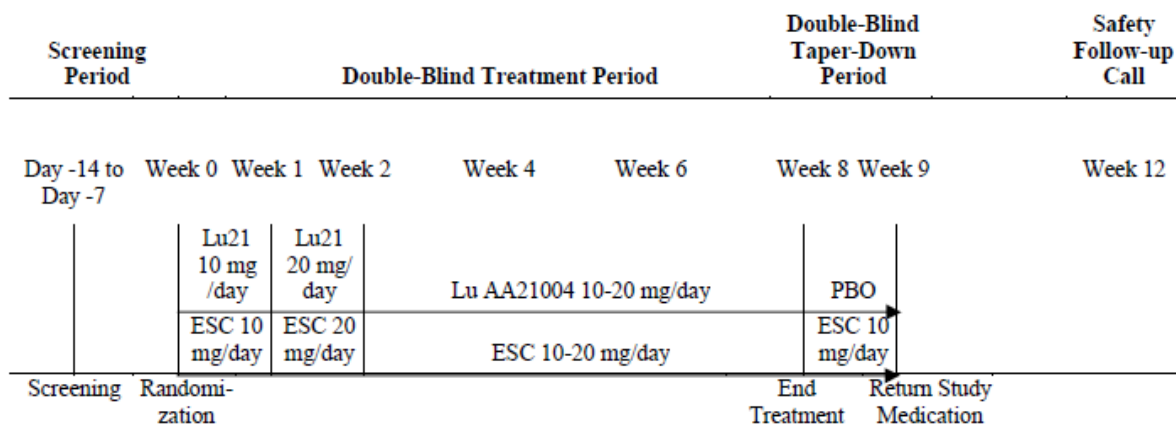 Screening
Period
Double-Blind Treatment Period
Double-Blind
Taper-Down
Period
Safety
Follow-up
Call
Day -14 to
Day -7
Week 0
Week 1
Week 2
Week 4
Week 6
Week 8
Week 9
Week 12
Lu21
10 mg
/day
Lu21
20 mg/
day
Lu AA21004 10-20 mg/day
PBO
ESC 10
mg/day
ESC 20
mg/day
ESC 10-20 mg/day
ESC 10
mg/day
Screening
Randomi-
zation
End
Treatment
Return Study
Medication